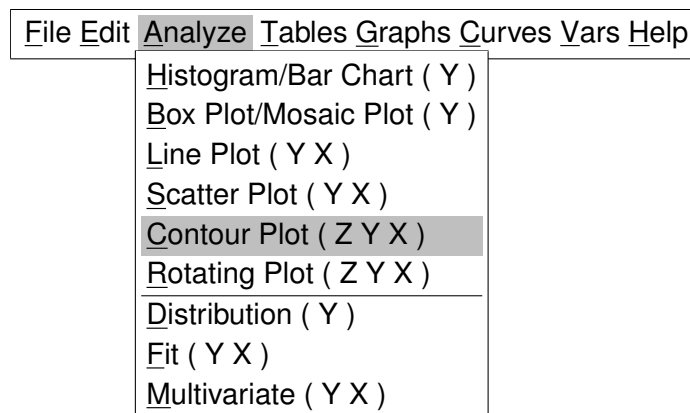 File Edit Analyze Tables Graphs Curves Vars Help
Histogram/Bar Chart ( Y )
Box Plot/Mosaic Plot ( Y )
Line Plot ( Y X )
Scatter Plot ( Y X )
Contour Plot ( Z Y X )
Rotating Plot ( Z Y X )
Distribution ( Y )
Fit ( Y X )
Multivariate ( Y X )